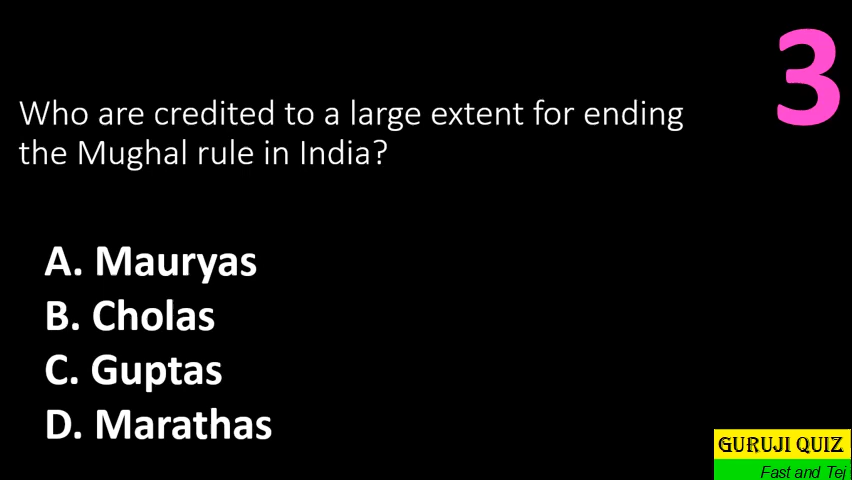 3
Who are credited to a large extent for ending
the Mughal rule in India?
A. Mauryas
B. Cholas
C. Guptas
D. Marathas
GURUJI QUIZ
Fast and Tej